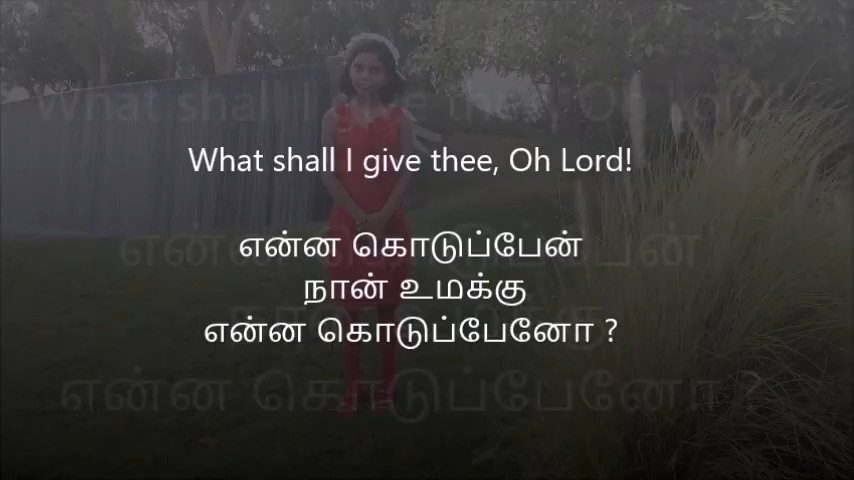 What shall I give thee, Oh Lord!
என்ன கொடுப்பேன்
நான் உமக்கு
என்ன கொடுப்பேனோ ?